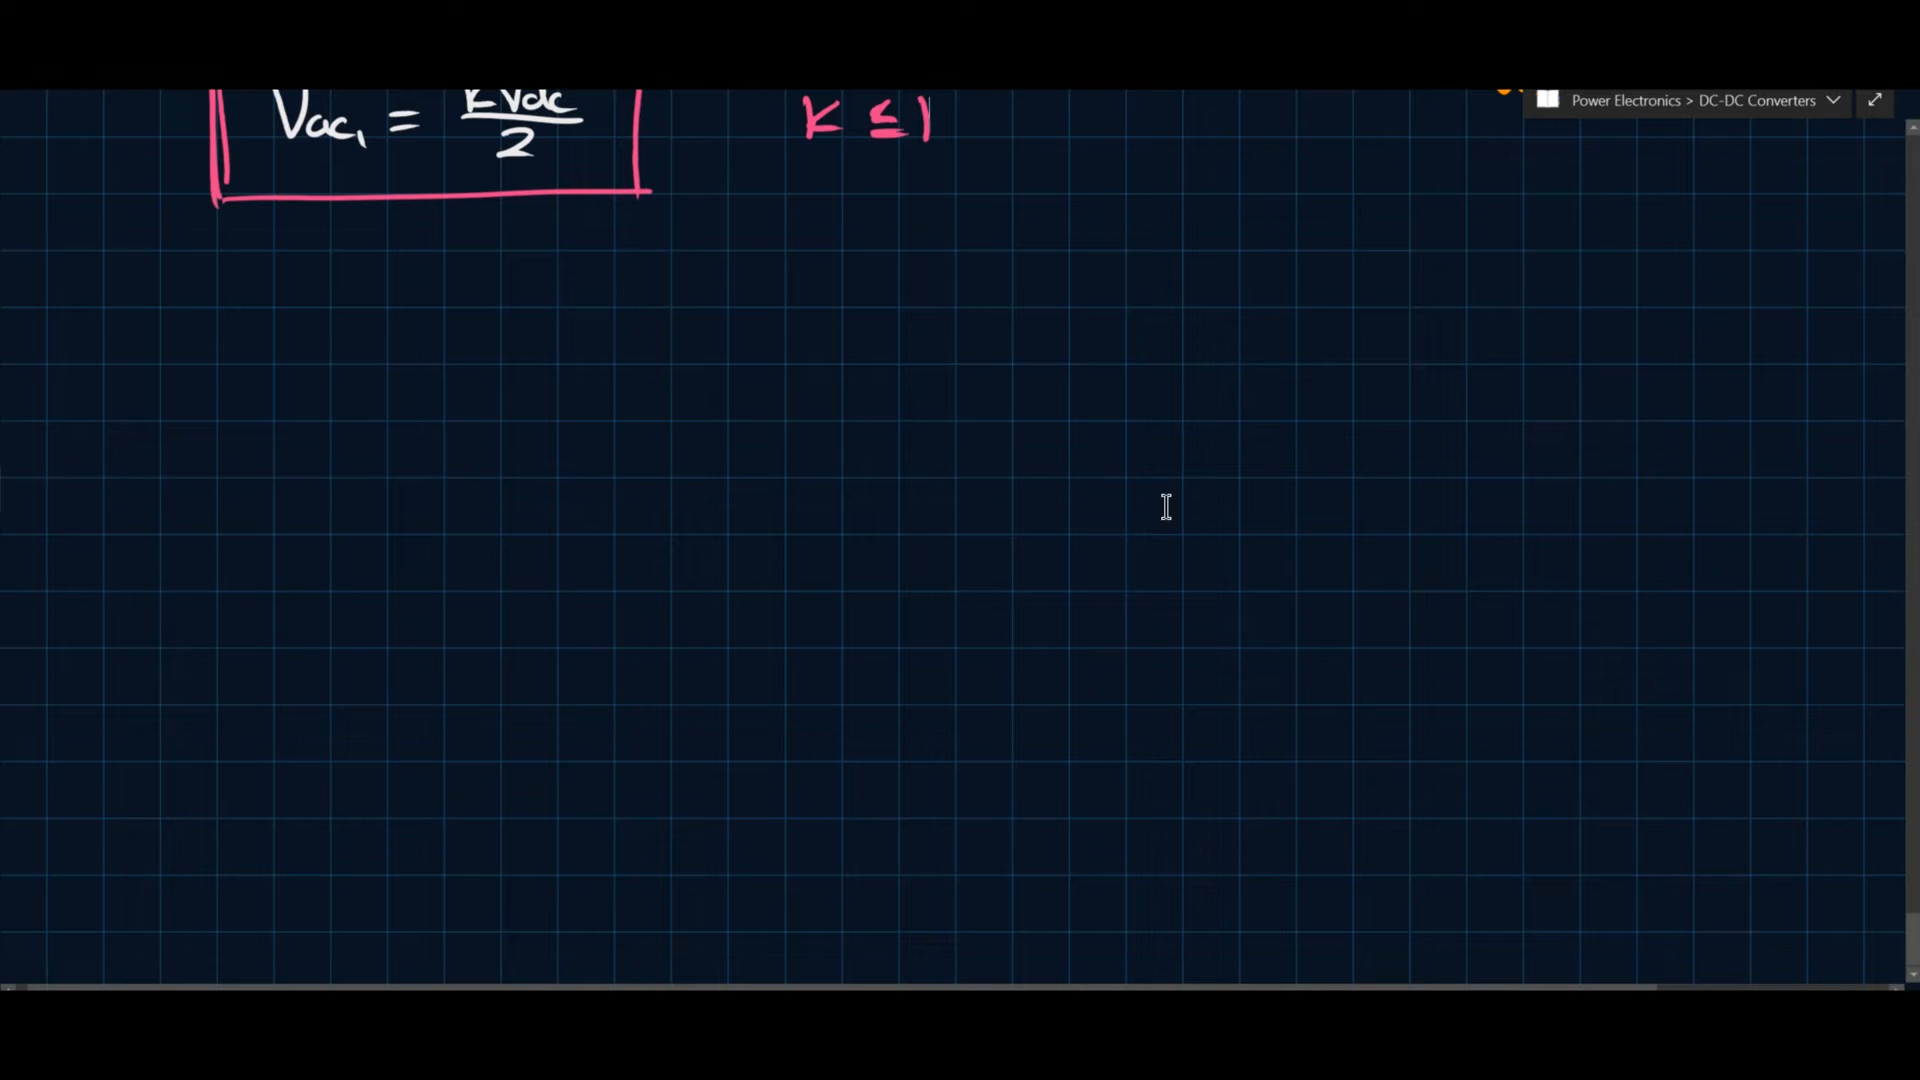 Power Electronics > DC-DC Converters
Vac₁ = kVdc / 2
k ≤ 1